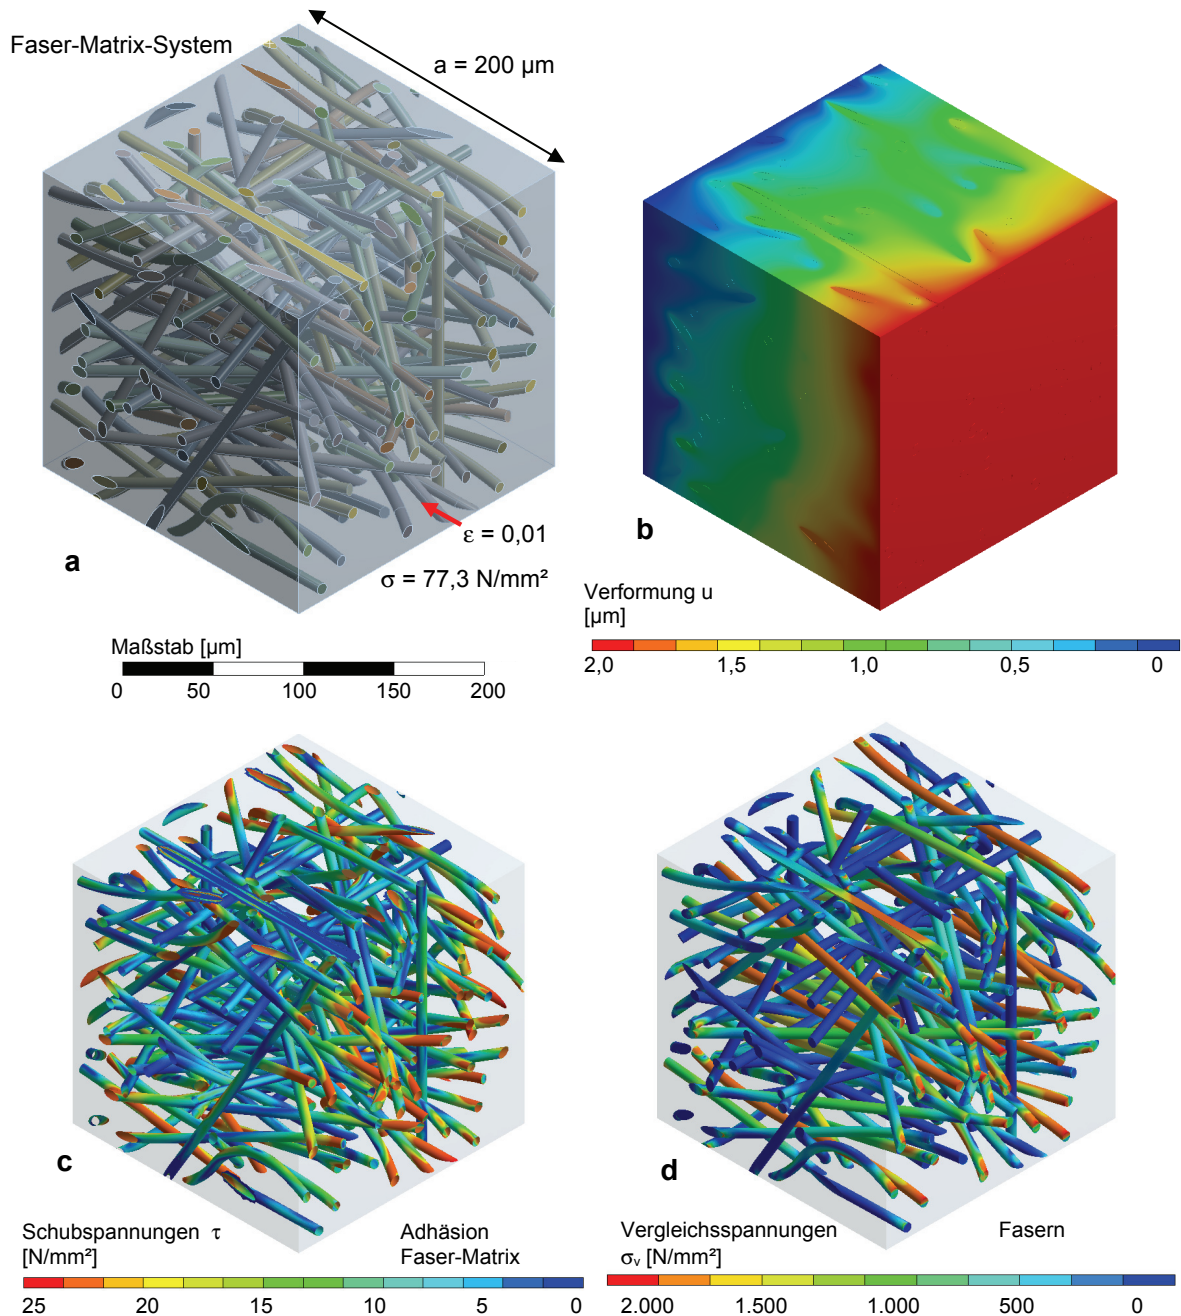 Faser-Matrix-System
a = 200 µm
ε = 0,01
σ = 77,3 N/mm²
a
b
Maßstab [µm]
0 50 100 150 200
Verformung u
[µm]
2,0 1,5 1,0 0,5 0
c
d
Schubspannungen τ
[N/mm²]
Adhäsion
Faser-Matrix
25 20 15 10 5 0
Vergleichsspannungen
σv [N/mm²]
Fasern
2.000 1.500 1.000 500 0